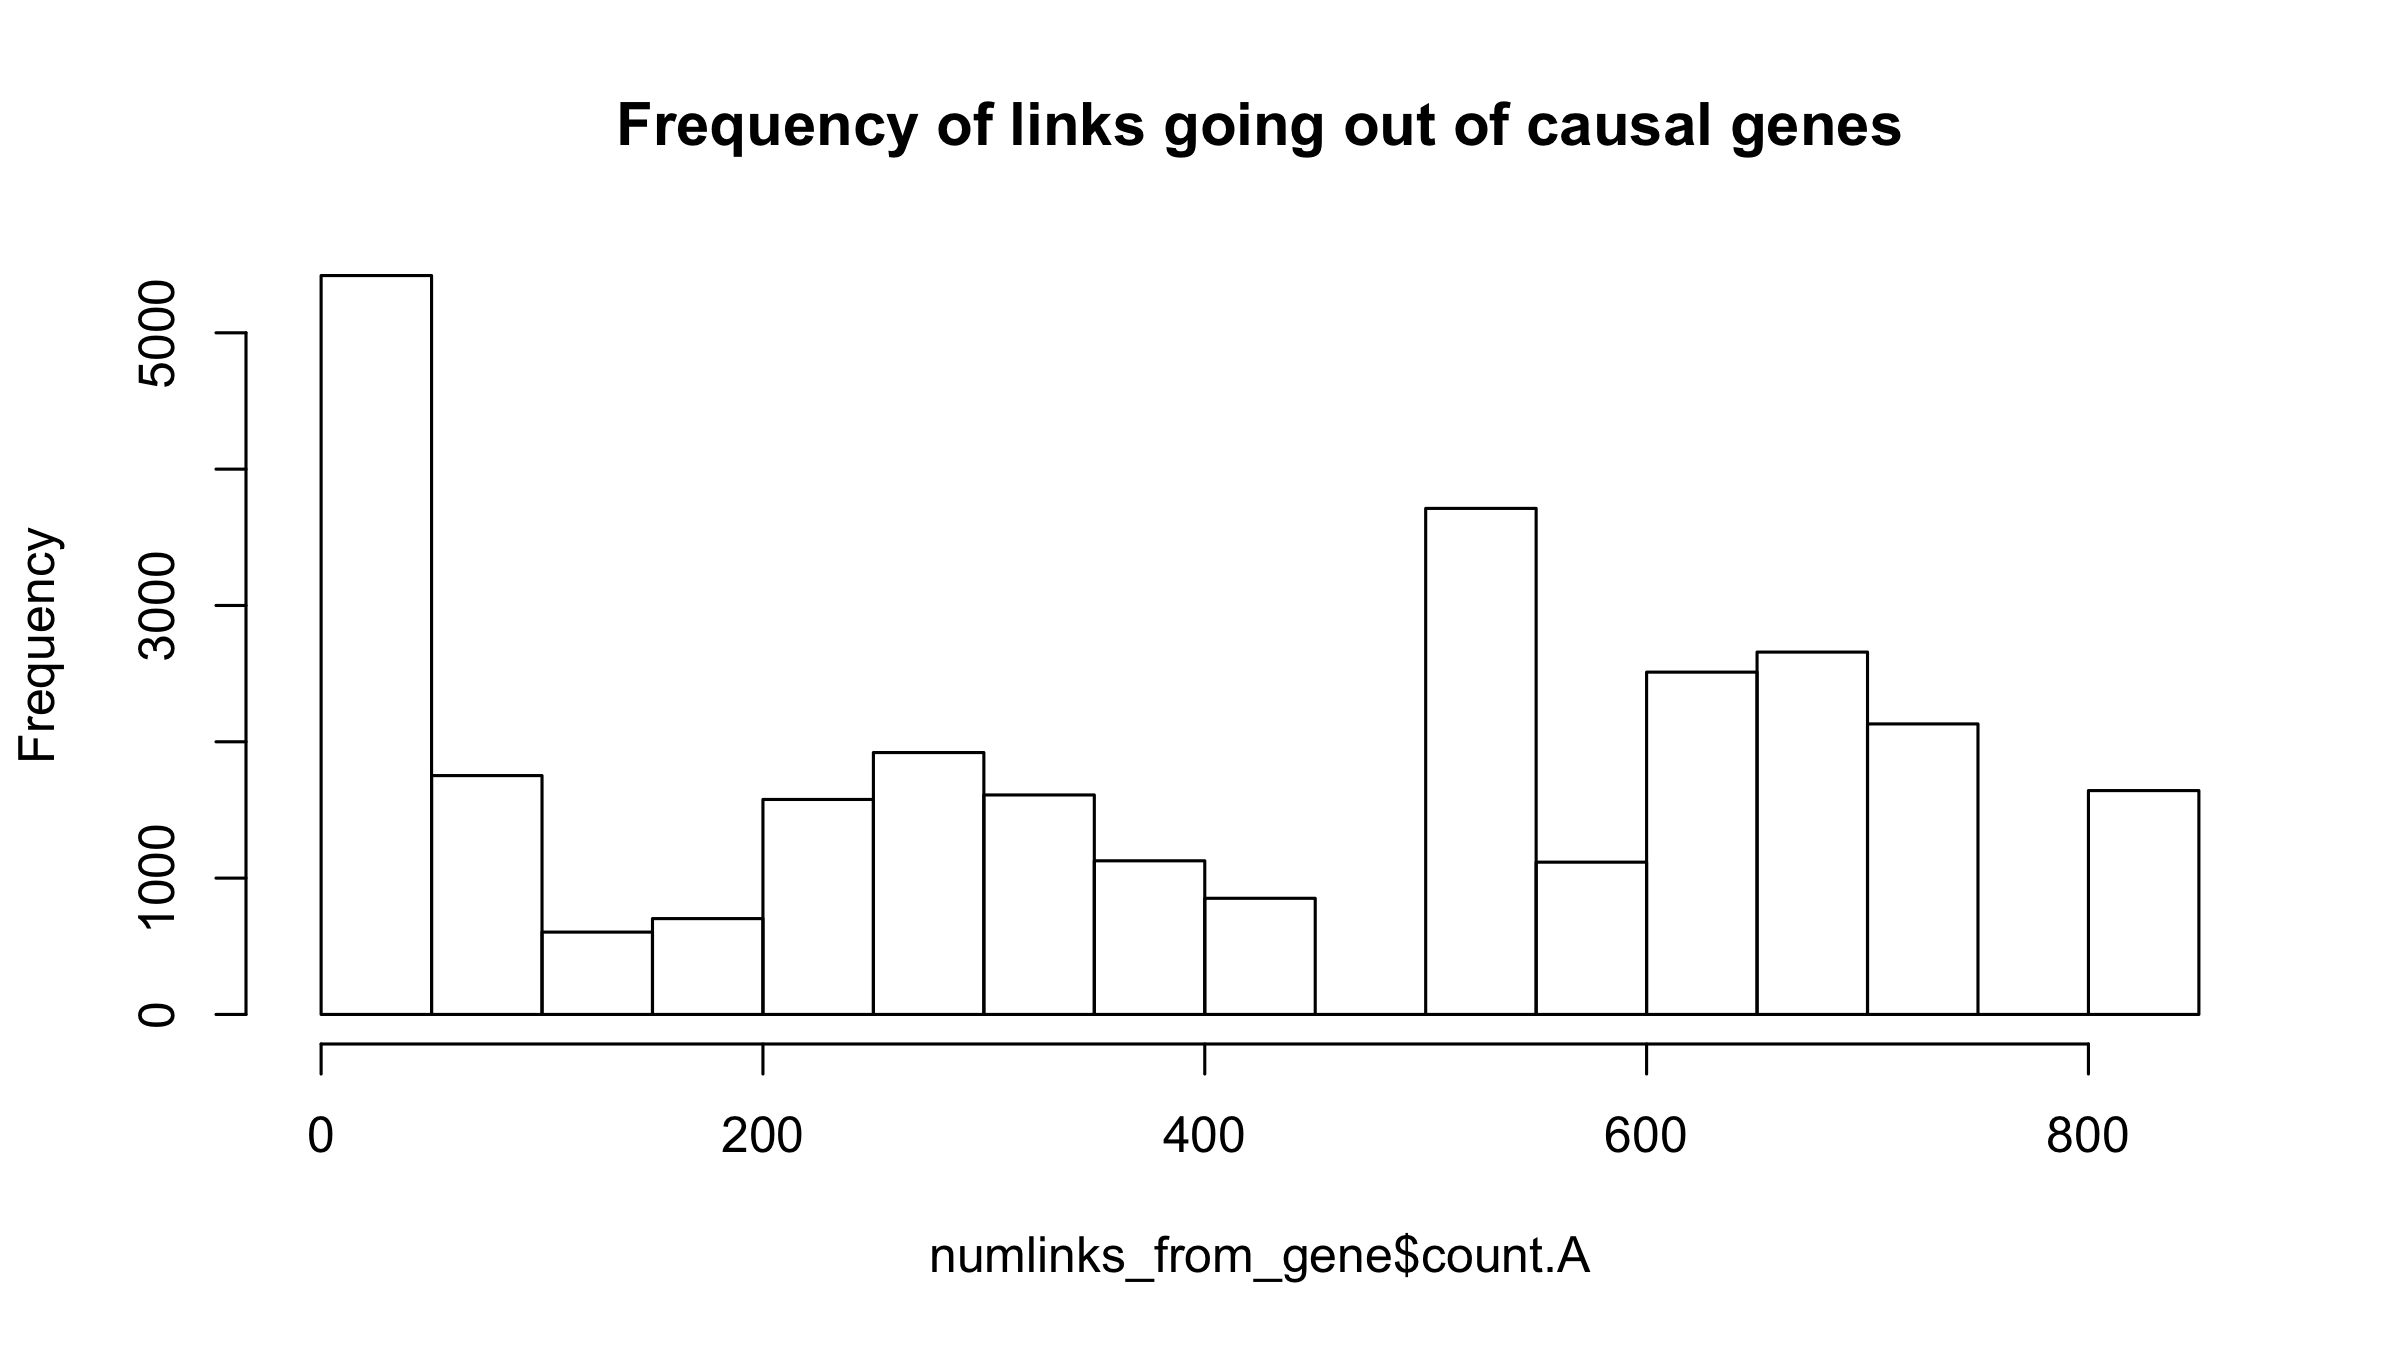 Frequency of links going out of causal genes
Frequency
5000
3000
1000
0
0 200 400 600 800
numlinks_from_gene$count.A